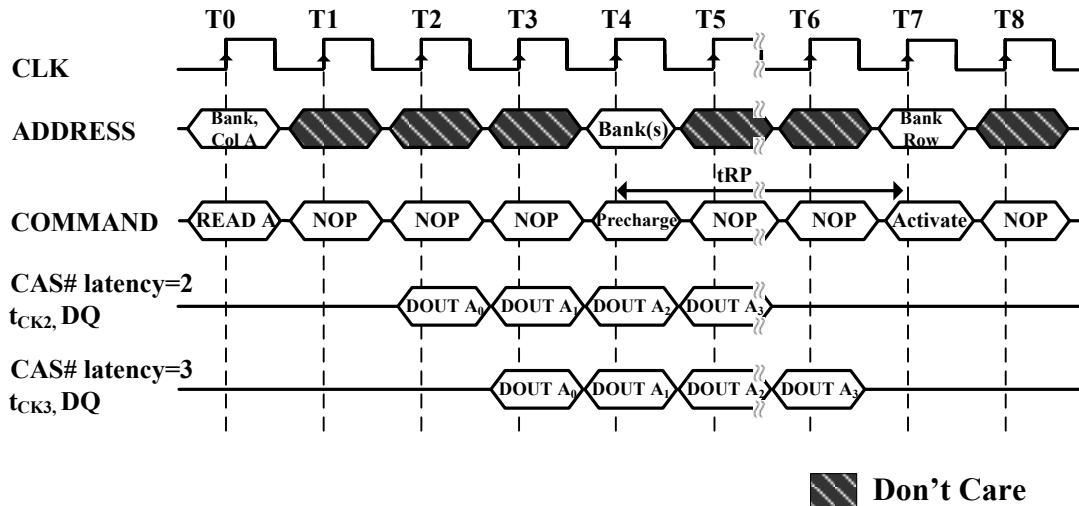 T0 T1 T2 T3 T4 T5 T6 T7 T8
CLK
ADDRESS
Bank, Col A
Bank(s)
Bank Row
tRP
COMMAND
READ A NOP NOP NOP Precharge NOP NOP Activate NOP
CAS# latency=2
tCK2, DQ
DOUT A0 DOUT A1 DOUT A2 DOUT A3
CAS# latency=3
tCK3, DQ
DOUT A0 DOUT A1 DOUT A2 DOUT A3
Don't Care